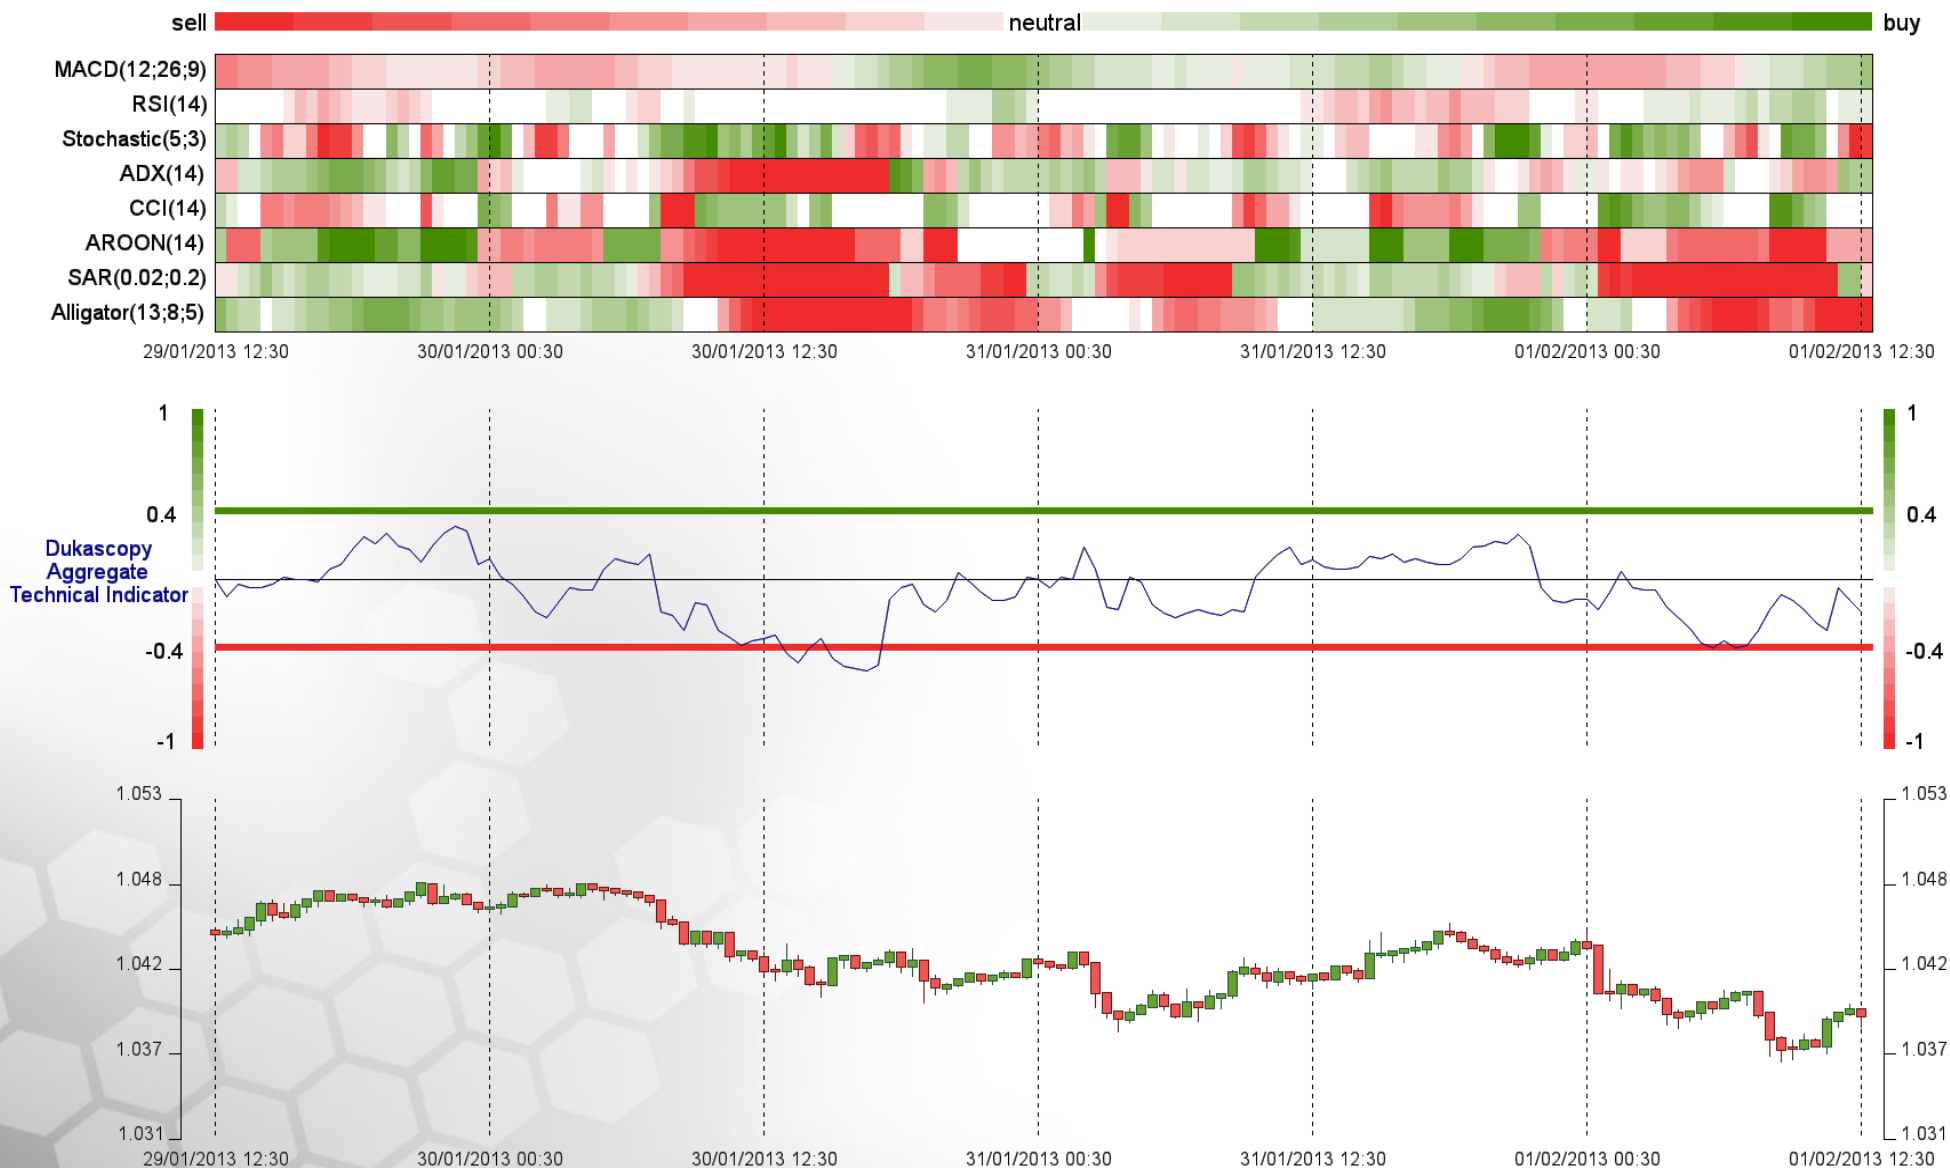 sell neutral buy
MACD(12;26;9)
RSI(14)
Stochastic(5;3)
ADX(14)
CCI(14)
AROON(14)
SAR(0.02;0.2)
Alligator(13;8;5)
29/01/2013 12:30 30/01/2013 00:30 30/01/2013 12:30 31/01/2013 00:30 31/01/2013 12:30 01/02/2013 00:30 01/02/2013 12:30
1 1
0.4 0.4
Dukascopy
Aggregate
Technical Indicator
-0.4 -0.4
-1 -1
1.053 1.053
1.048 1.048
1.042 1.042
1.037 1.037
1.031 1.031
29/01/2013 12:30 30/01/2013 00:30 30/01/2013 12:30 31/01/2013 00:30 31/01/2013 12:30 01/02/2013 00:30 01/02/2013 12:30